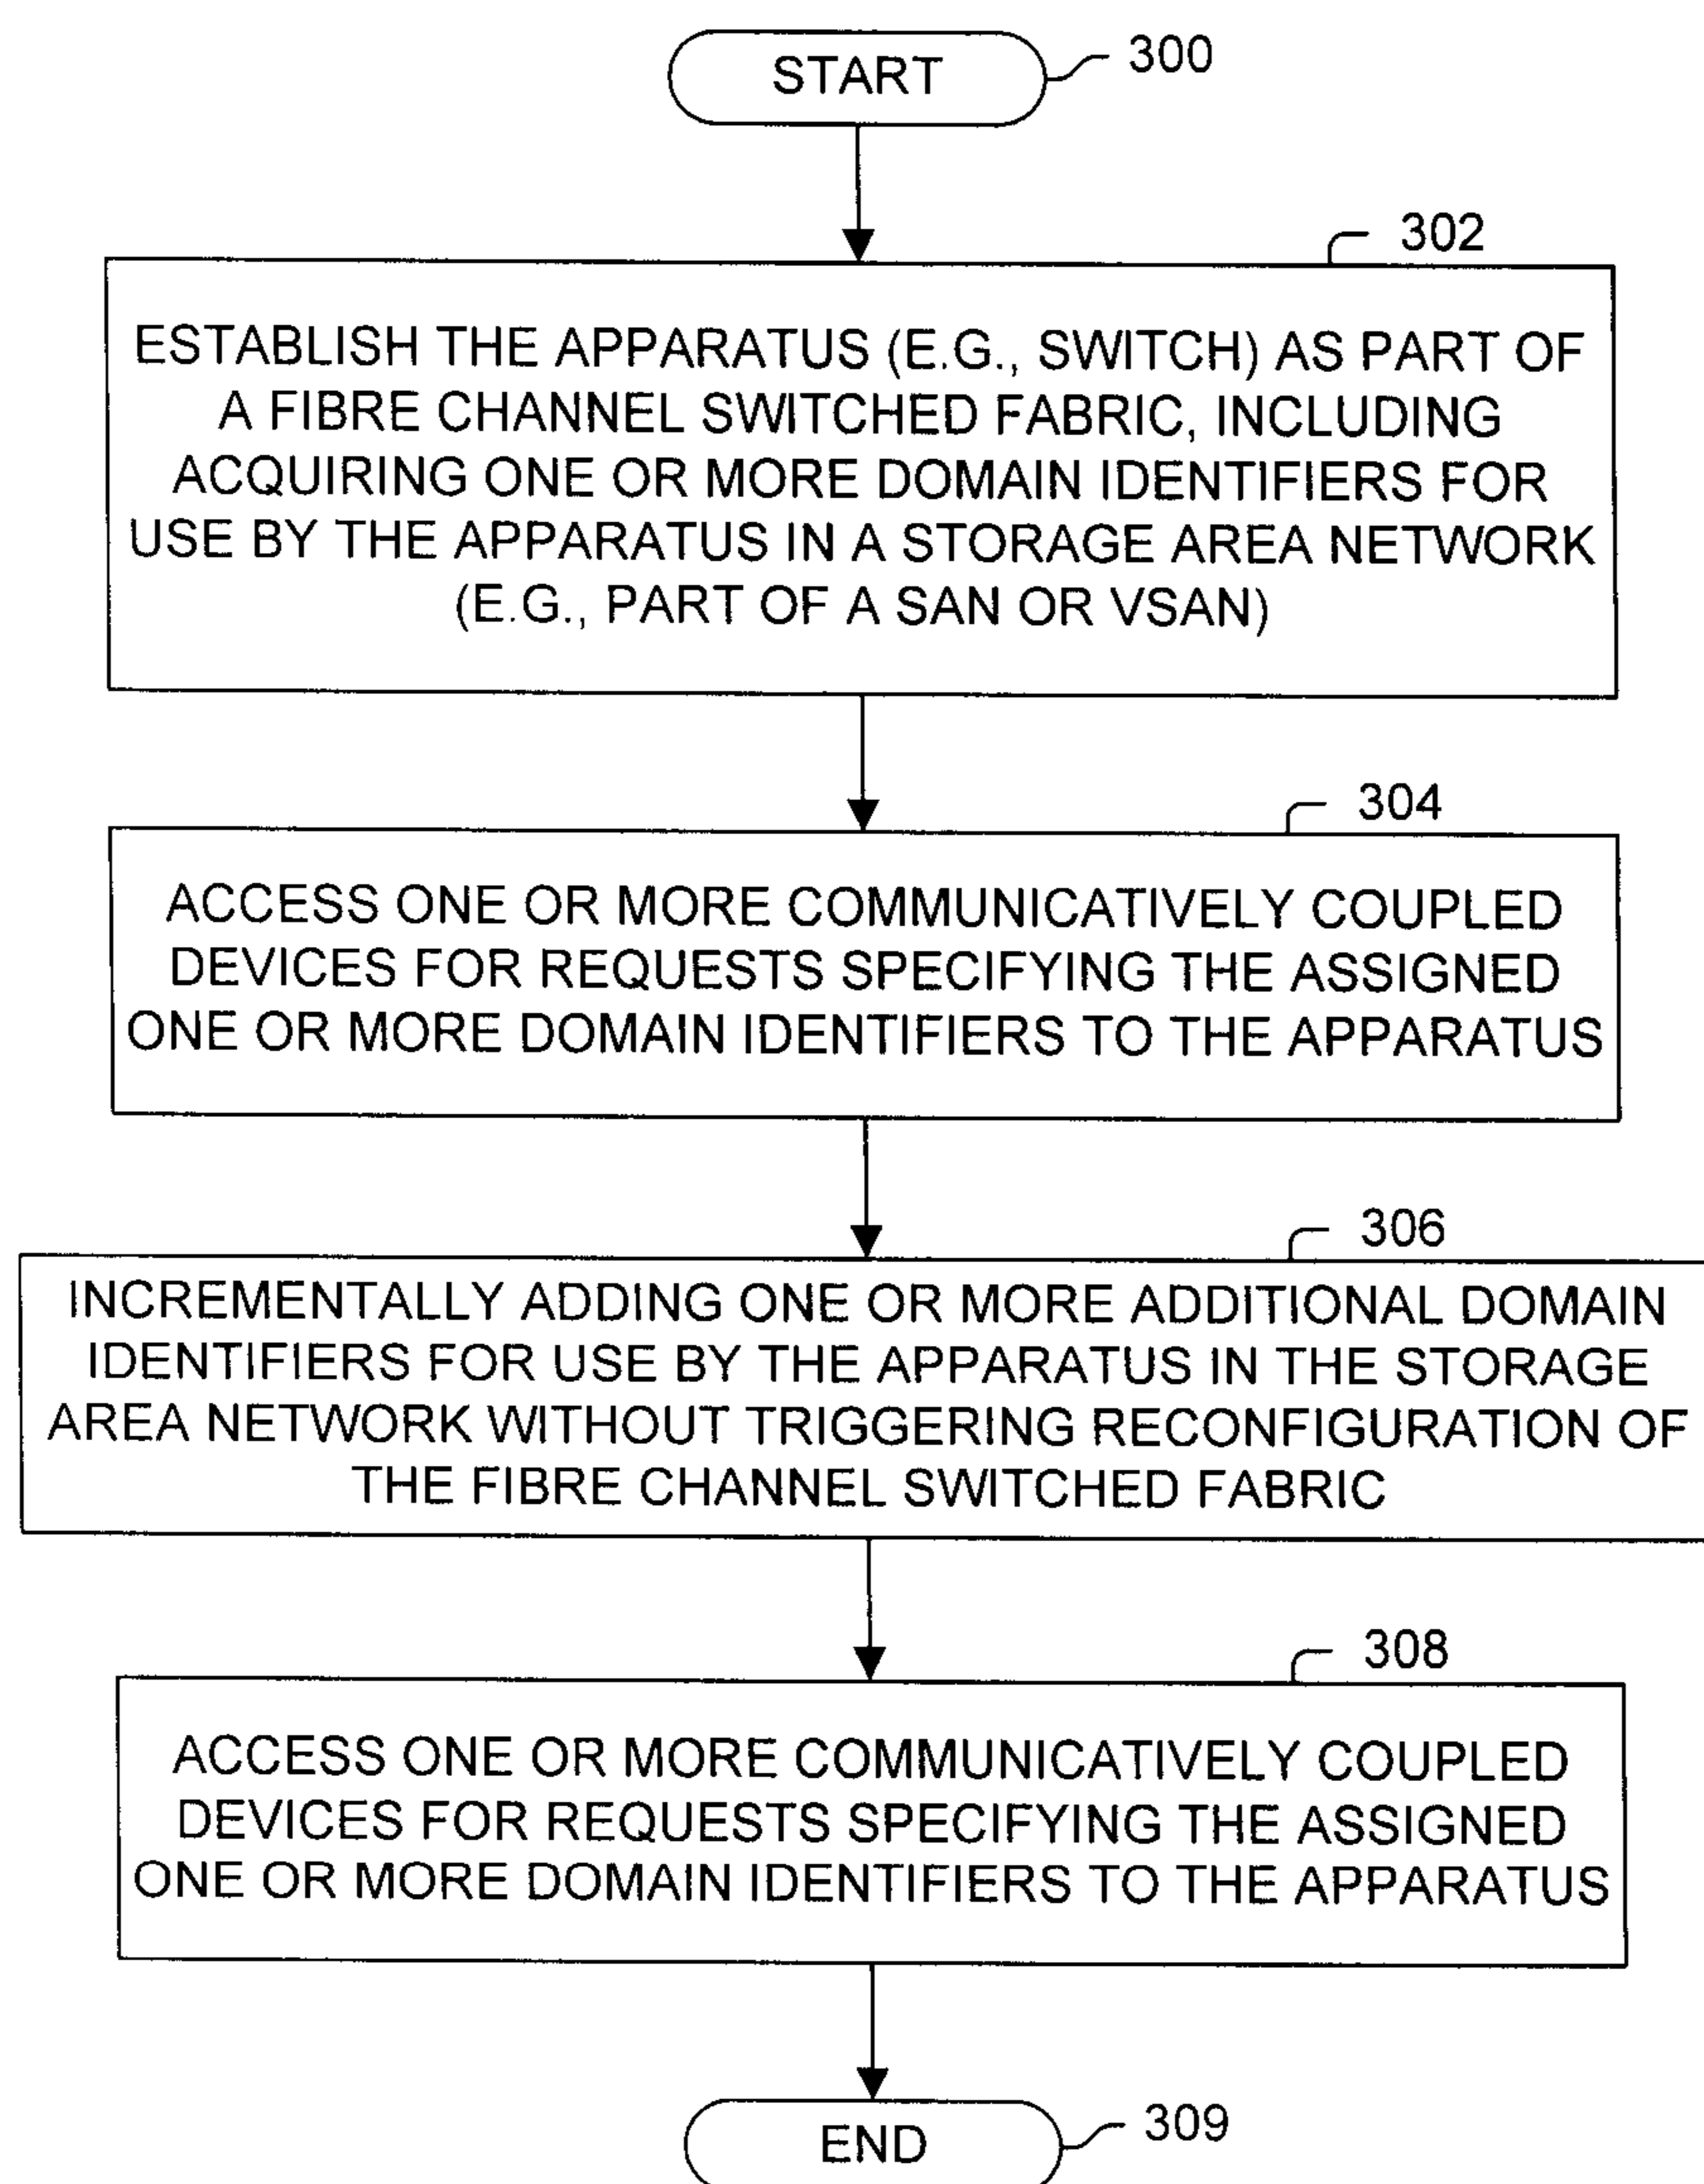 START
300
302
ESTABLISH THE APPARATUS (E.G., SWITCH) AS PART OF
A FIBRE CHANNEL SWITCHED FABRIC, INCLUDING
ACQUIRING ONE OR MORE DOMAIN IDENTIFIERS FOR
USE BY THE APPARATUS IN A STORAGE AREA NETWORK
(E.G., PART OF A SAN OR VSAN)
304
ACCESS ONE OR MORE COMMUNICATIVELY COUPLED
DEVICES FOR REQUESTS SPECIFYING THE ASSIGNED
ONE OR MORE DOMAIN IDENTIFIERS TO THE APPARATUS
306
INCREMENTALLY ADDING ONE OR MORE ADDITIONAL DOMAIN
IDENTIFIERS FOR USE BY THE APPARATUS IN THE STORAGE
AREA NETWORK WITHOUT TRIGGERING RECONFIGURATION OF
THE FIBRE CHANNEL SWITCHED FABRIC
308
ACCESS ONE OR MORE COMMUNICATIVELY COUPLED
DEVICES FOR REQUESTS SPECIFYING THE ASSIGNED
ONE OR MORE DOMAIN IDENTIFIERS TO THE APPARATUS
END
309